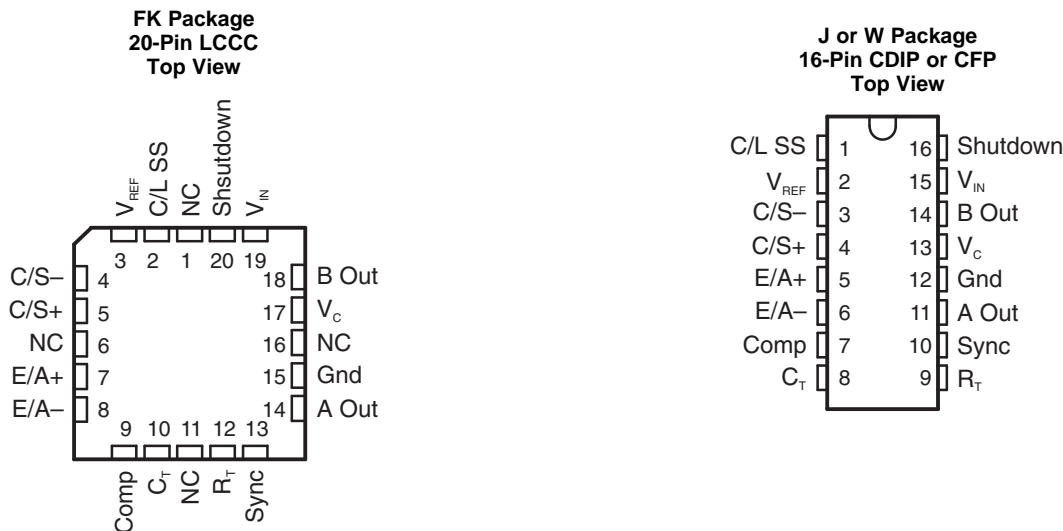 FK Package
20-Pin LCCC
Top View
VREF
C/L SS
NC
Shsutdown
VIN
3 2 1 20 19
C/S– 4
C/S+ 5
NC 6
E/A+ 7
E/A– 8
18 B Out
17 VC
16 NC
15 Gnd
14 A Out
9 10 11 12 13
Comp
CT
NC
RT
Sync
J or W Package
16-Pin CDIP or CFP
Top View
C/L SS 1 16 Shutdown
VREF 2 15 VIN
C/S– 3 14 B Out
C/S+ 4 13 VC
E/A+ 5 12 Gnd
E/A– 6 11 A Out
Comp 7 10 Sync
CT 8 9 RT